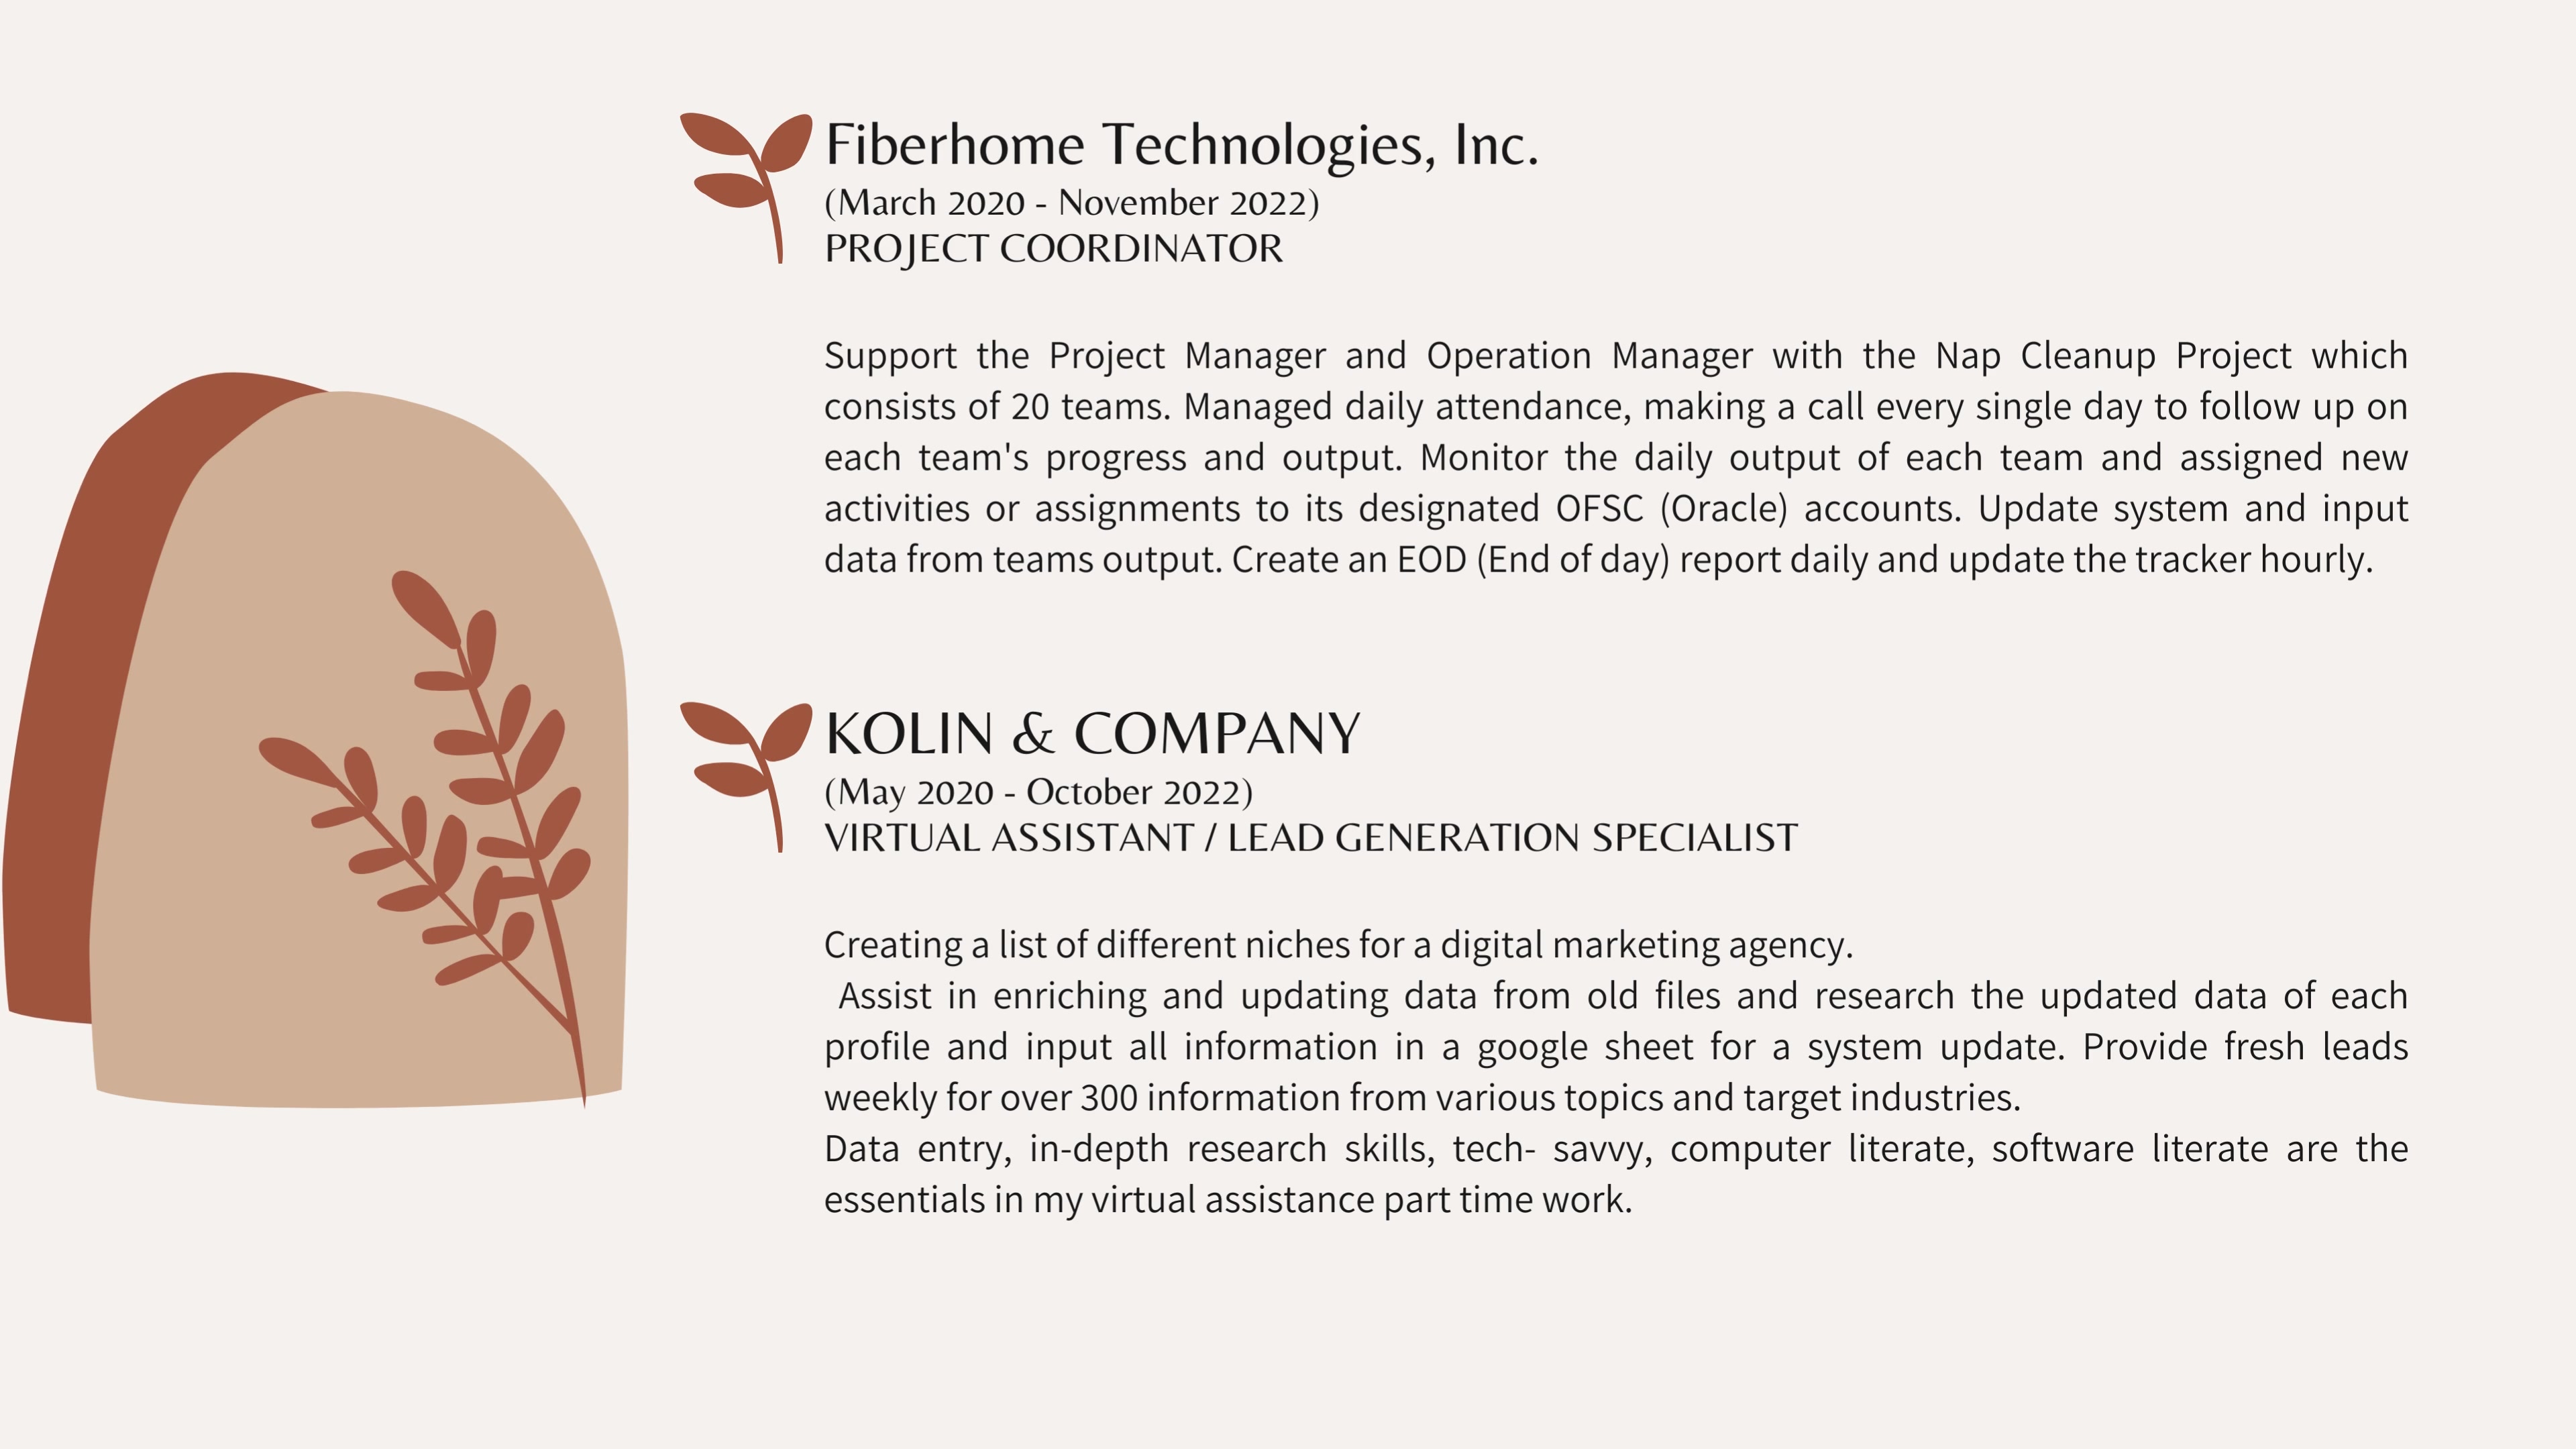 Fiberhome Technologies, Inc.
(March 2020 - November 2022)
PROJECT COORDINATOR
Support the Project Manager and Operation Manager with the Nap Cleanup Project which
consists of 20 teams. Managed daily attendance, making a call every single day to follow up on
each team's progress and output. Monitor the daily output of each team and assigned new
activities or assignments to its designated OFSC (Oracle) accounts. Update system and input
data from teams output. Create an EOD (End of day) report daily and update the tracker hourly.
KOLIN & COMPANY
(May 2020 - October 2022)
VIRTUAL ASSISTANT / LEAD GENERATION SPECIALIST
Creating a list of different niches for a digital marketing agency.
Assist in enriching and updating data from old files and research the updated data of each
profile and input all information in a google sheet for a system update. Provide fresh leads
weekly for over 300 information from various topics and target industries.
Data entry, in-depth research skills, tech- savvy, computer literate, software literate are the
essentials in my virtual assistance part time work.